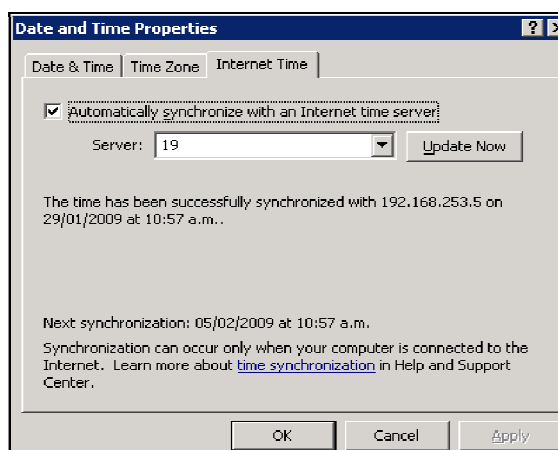 Date and Time Properties
Date & Time
Time Zone
Internet Time
Automatically synchronize with an Internet time server
Server:
19
Update Now
The time has been successfully synchronized with 192.168.253.5 on
29/01/2009 at 10:57 a.m..
Next synchronization: 05/02/2009 at 10:57 a.m.
Synchronization can occur only when your computer is connected to the
Internet. Learn more about time synchronization in Help and Support
Center.
OK
Cancel
Apply